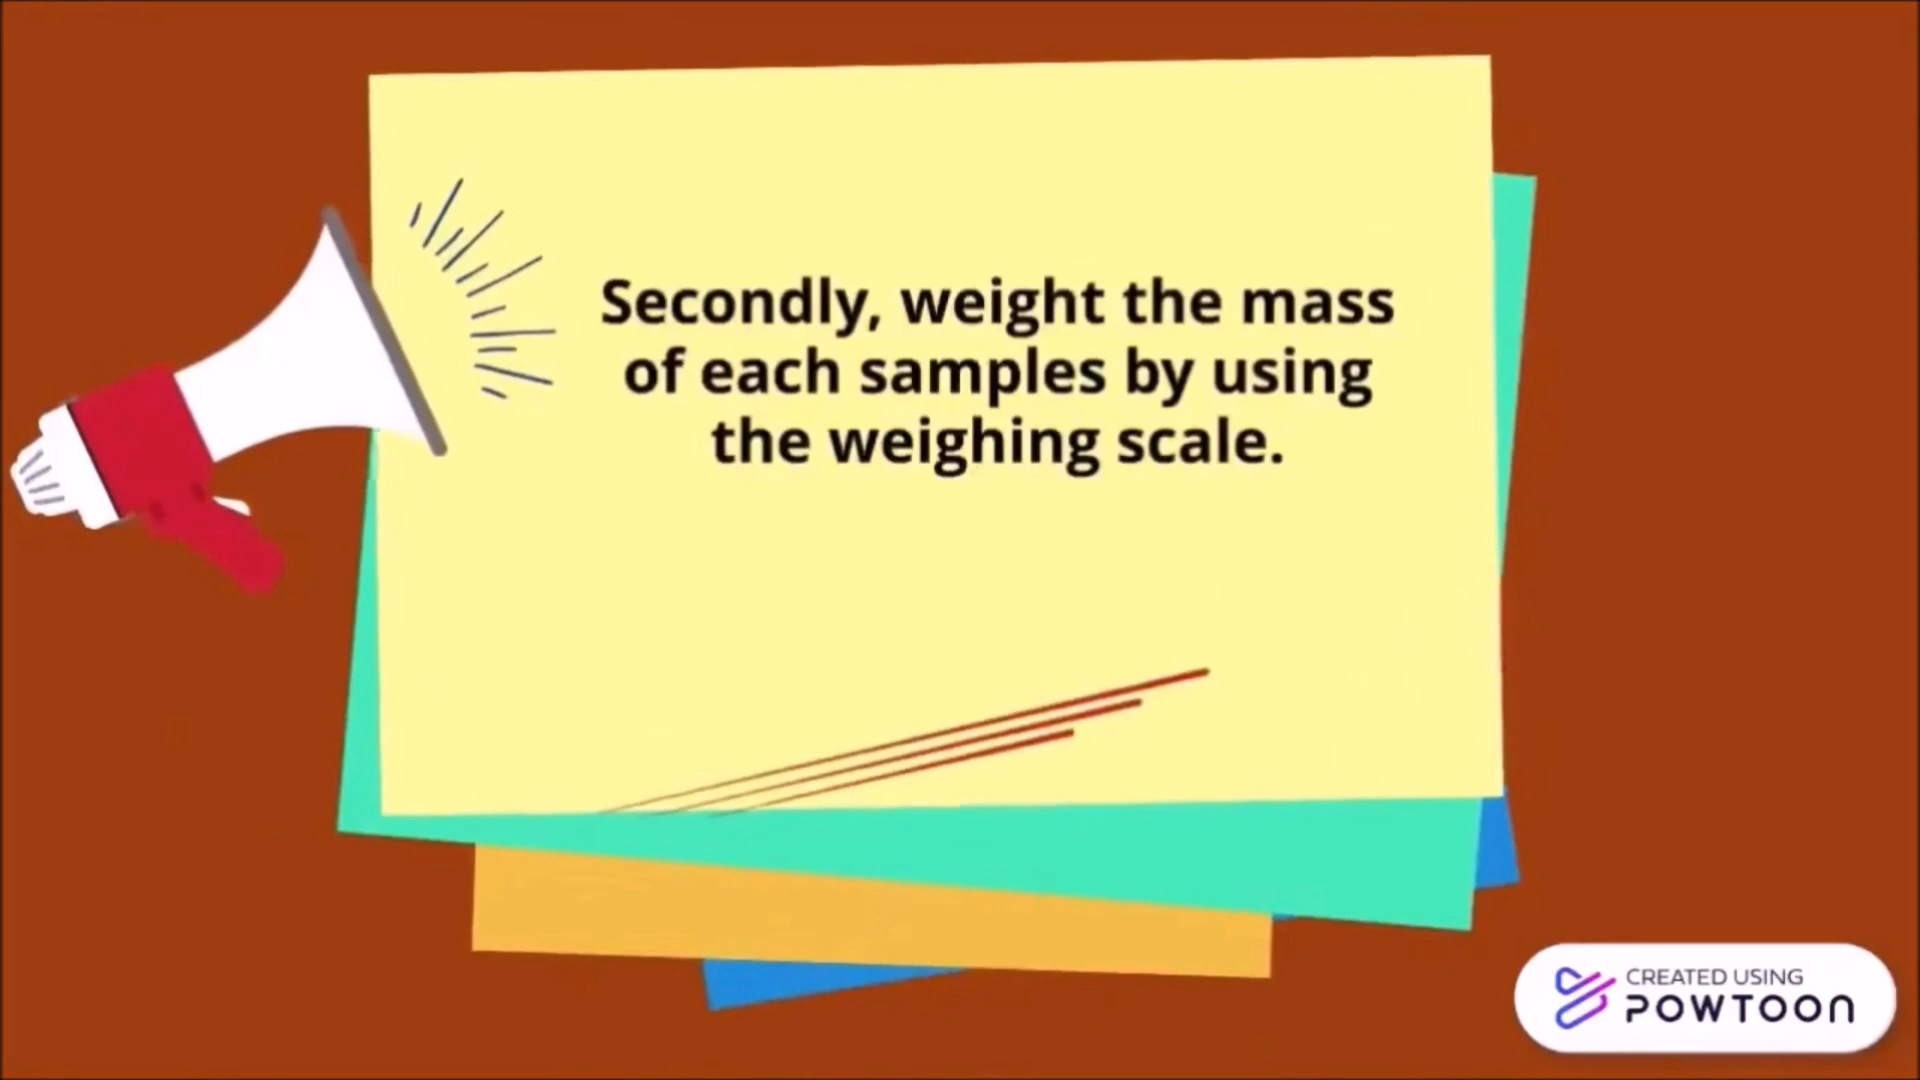 Secondly, weight the mass
of each samples by using
the weighing scale.
CREATED USING
POWTOON